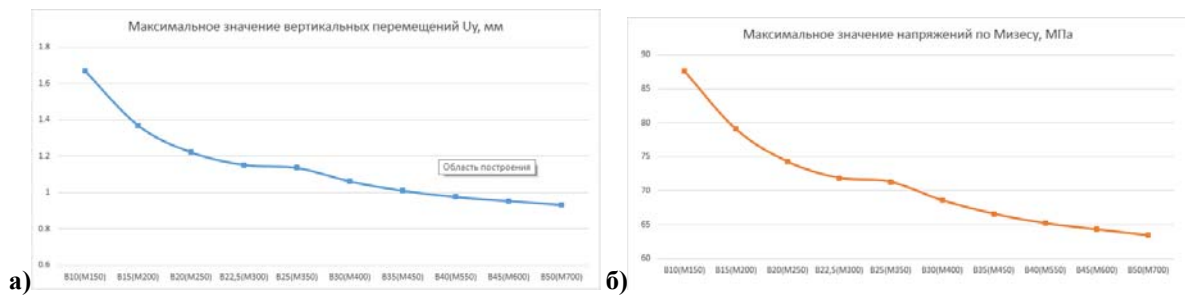 Максимальное значение вертикальных перемещений Uy, мм
1.8
1.6
1.4
1.2
1
0.8
0.6
Область построения
B10(M150) B15(M200) B20(M250) B22,5(M300) B25(M350) B30(M400) B35(M450) B40(M550) B45(M600) B50(M700)
а)
Максимальное значение напряжений по Мизесу, МПа
90
85
80
75
70
65
60
B10(M150) B15(M200) B20(M250) B22,5(M300) B25(M350) B30(M400) B35(M450) B40(M550) B45(M600) B50(M700)
б)